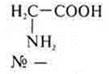 H₂C—COOH
NH₂
№ —